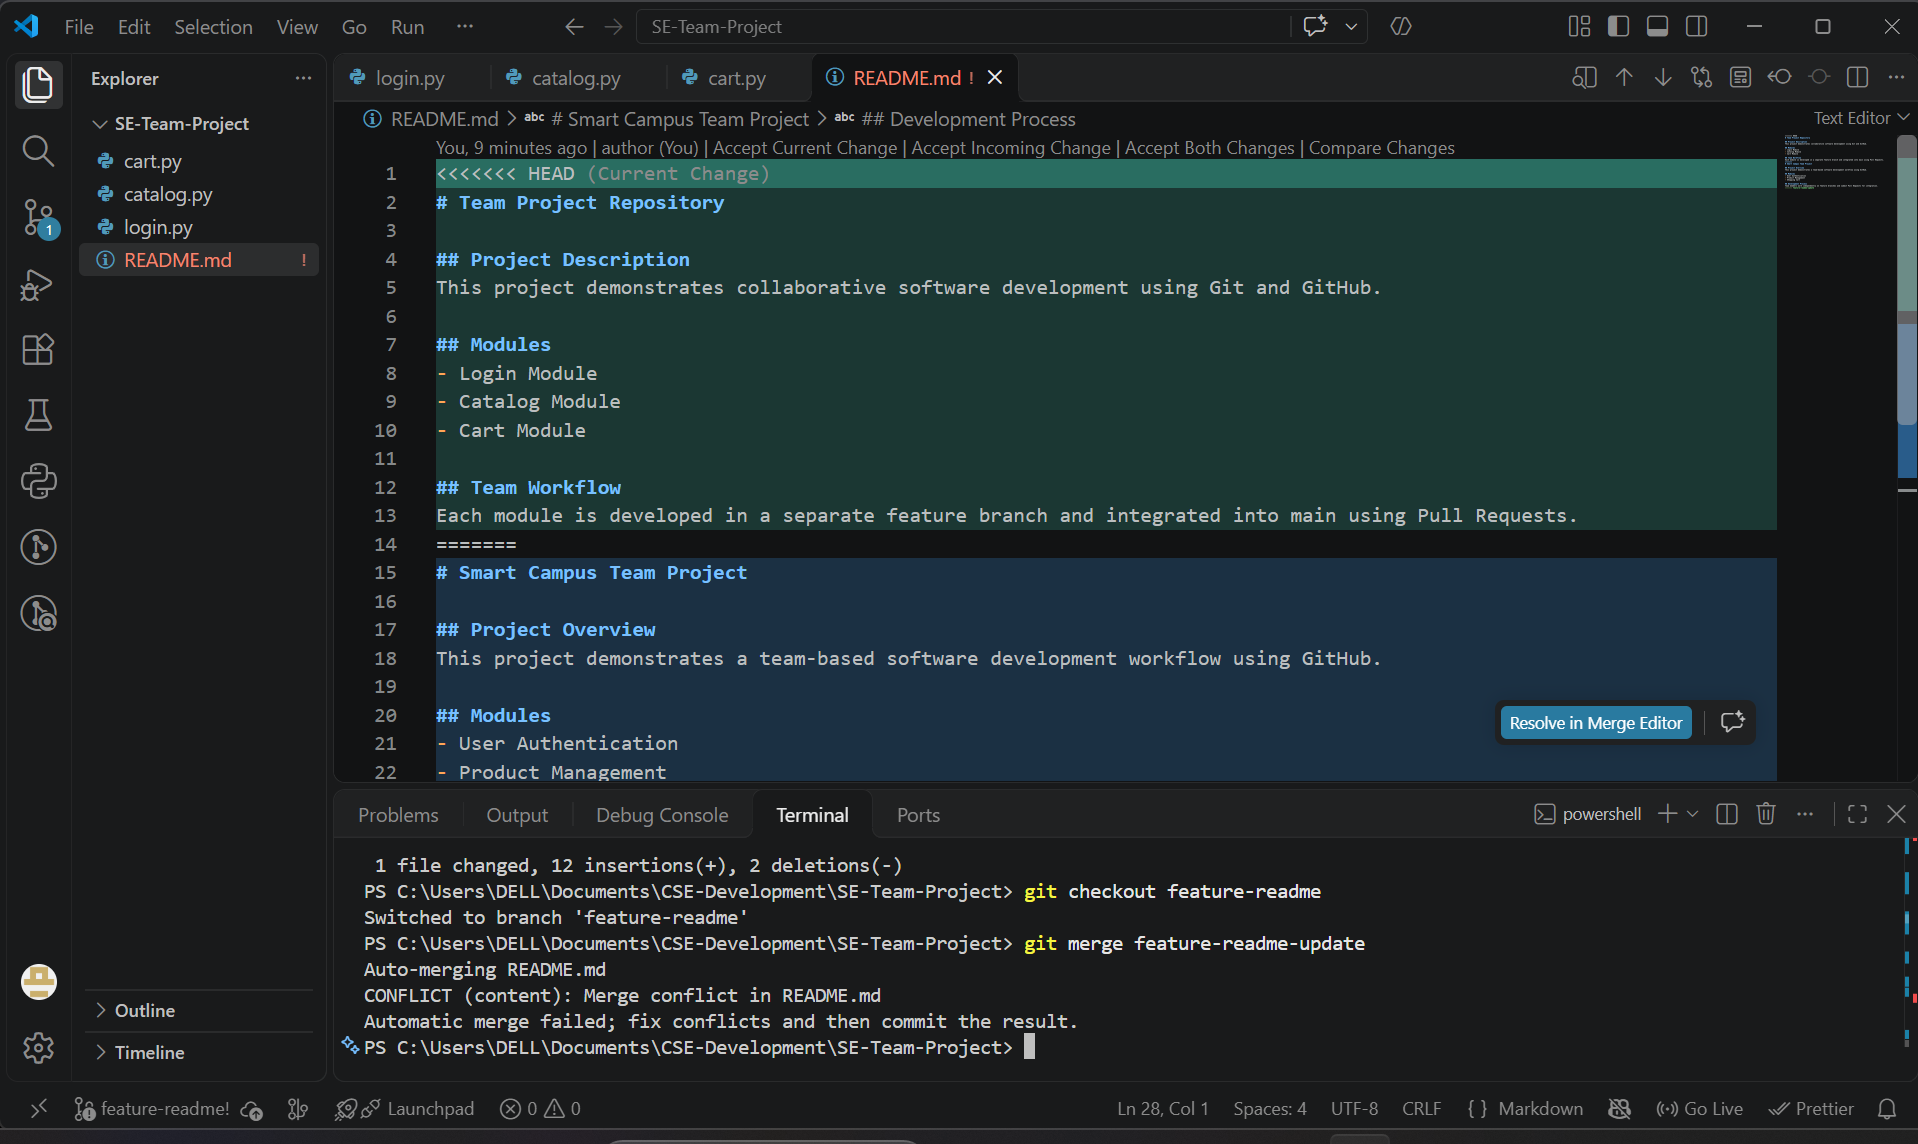 File Edit Selection View Go Run ... SE-Team-Project
Explorer ...
SE-Team-Project
cart.py
catalog.py
login.py
README.md !
Outline
Timeline
1
login.py catalog.py cart.py README.md !
README.md > abc # Smart Campus Team Project > abc ## Development Process Text Editor
You, 9 minutes ago | author (You) | Accept Current Change | Accept Incoming Change | Accept Both Changes | Compare Changes
1 <<<<<<< HEAD (Current Change)
2 # Team Project Repository
3
4 ## Project Description
5 This project demonstrates collaborative software development using Git and GitHub.
6
7 ## Modules
8 - Login Module
9 - Catalog Module
10 - Cart Module
11
12 ## Team Workflow
13 Each module is developed in a separate feature branch and integrated into main using Pull Requests.
14 =======
15 # Smart Campus Team Project
16
17 ## Project Overview
18 This project demonstrates a team-based software development workflow using GitHub.
19
20 ## Modules
21 - User Authentication
22 - Product Management
Resolve in Merge Editor
Problems Output Debug Console Terminal Ports powershell
1 file changed, 12 insertions(+), 2 deletions(-)
PS C:\Users\DELL\Documents\CSE-Development\SE-Team-Project> git checkout feature-readme
Switched to branch 'feature-readme'
PS C:\Users\DELL\Documents\CSE-Development\SE-Team-Project> git merge feature-readme-update
Auto-merging README.md
CONFLICT (content): Merge conflict in README.md
Automatic merge failed; fix conflicts and then commit the result.
PS C:\Users\DELL\Documents\CSE-Development\SE-Team-Project>
feature-readme! Launchpad 0 0 Ln 28, Col 1 Spaces: 4 UTF-8 CRLF { } Markdown Go Live Prettier